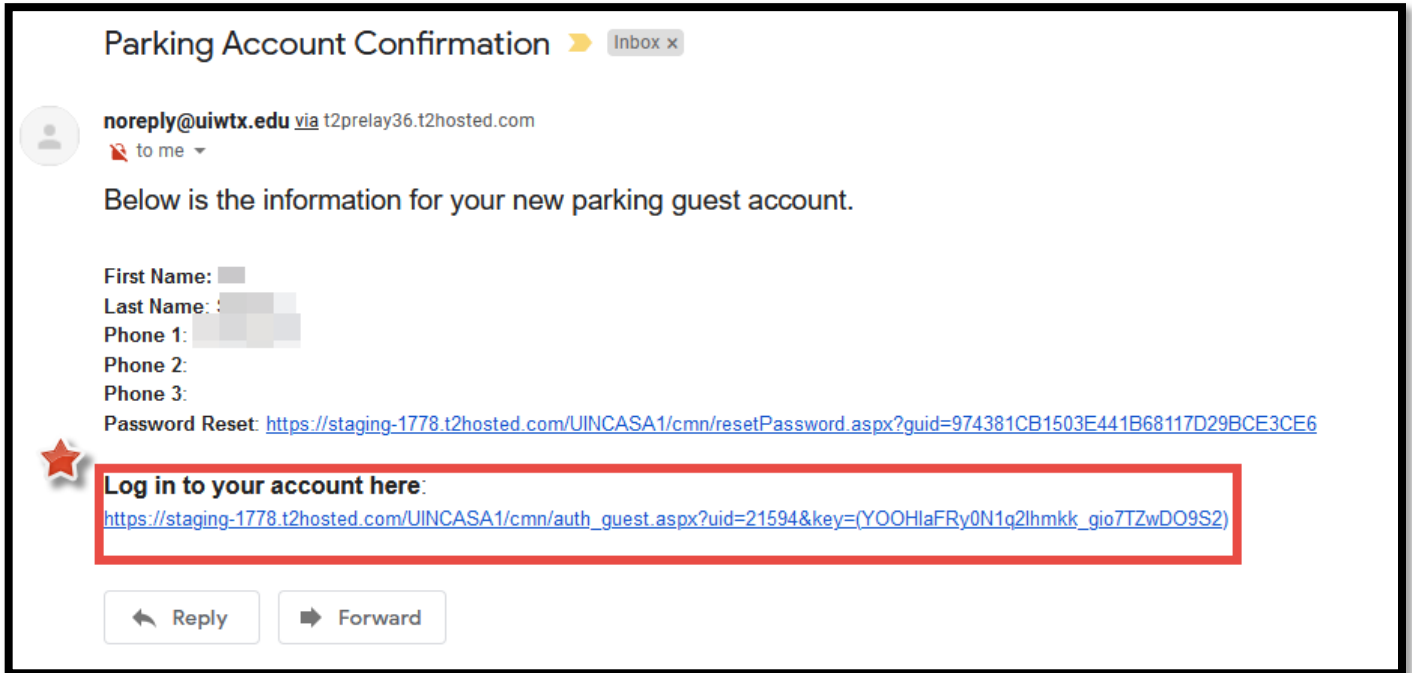 Parking Account Confirmation Inbox x
noreply@uiwtx.edu via t2prelay36.t2hosted.com
to me
Below is the information for your new parking guest account.
First Name:
Last Name:
Phone 1:
Phone 2:
Phone 3:
Password Reset: https://staging-1778.t2hosted.com/UINCASA1/cmn/resetPassword.aspx?guid=974381CB1503E441B68117D29BCE3CE6
Log in to your account here:
https://staging-1778.t2hosted.com/UINCASA1/cmn/auth_guest.aspx?uid=21594&key=(YOOHlaFRy0N1q2lhmkk_gio7TZwDO9S2)
Reply Forward